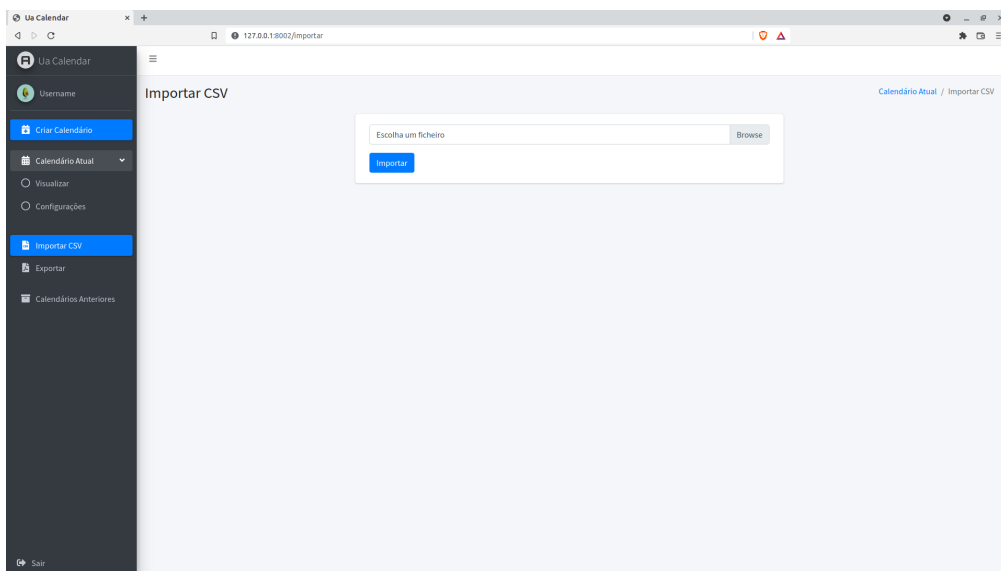 Ua Calendar
127.0.0.1:8002/importar
Ua Calendar
Username
Importar CSV
Calendário Atual / Importar CSV
Criar Calendário
Escolha um ficheiro Browse
Calendário Atual
Importar
Visualizar
Configurações
Importar CSV
Exportar
Calendários Anteriores
Sair